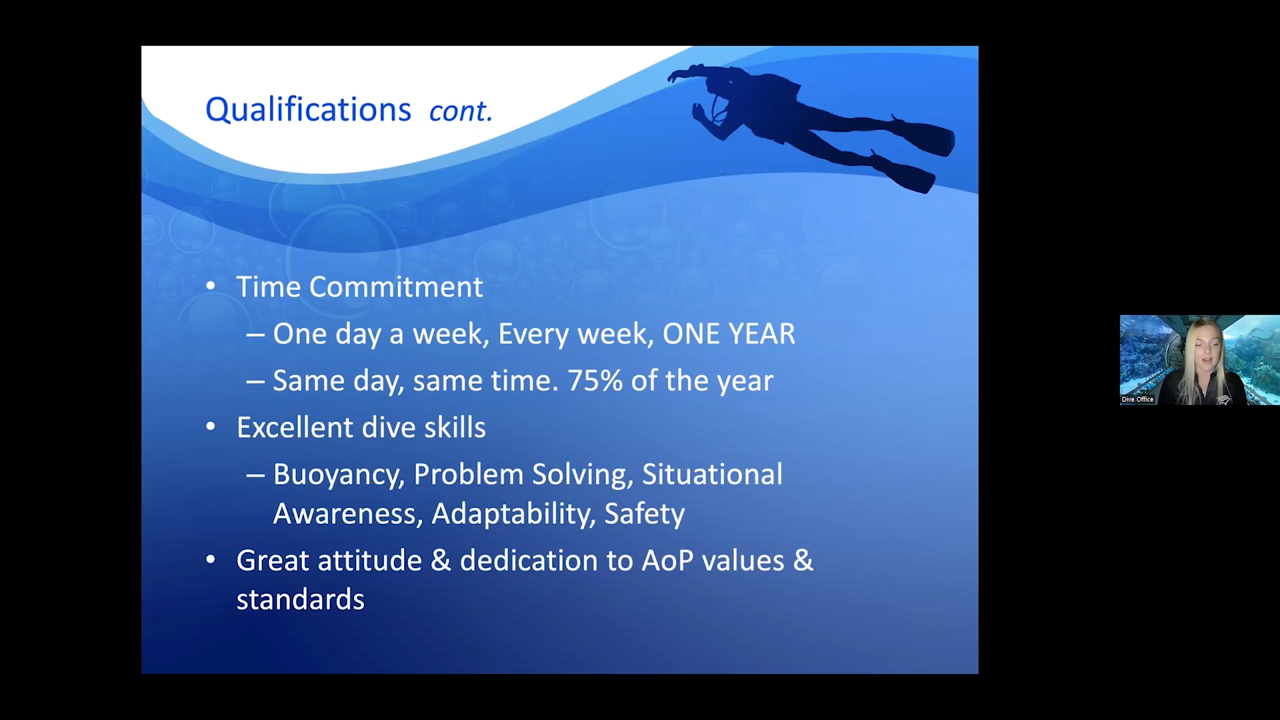 Qualifications cont.
• Time Commitment
– One day a week, Every week, ONE YEAR
– Same day, same time. 75% of the year
• Excellent dive skills
– Buoyancy, Problem Solving, Situational
Awareness, Adaptability, Safety
• Great attitude & dedication to AoP values &
standards
Dive Office